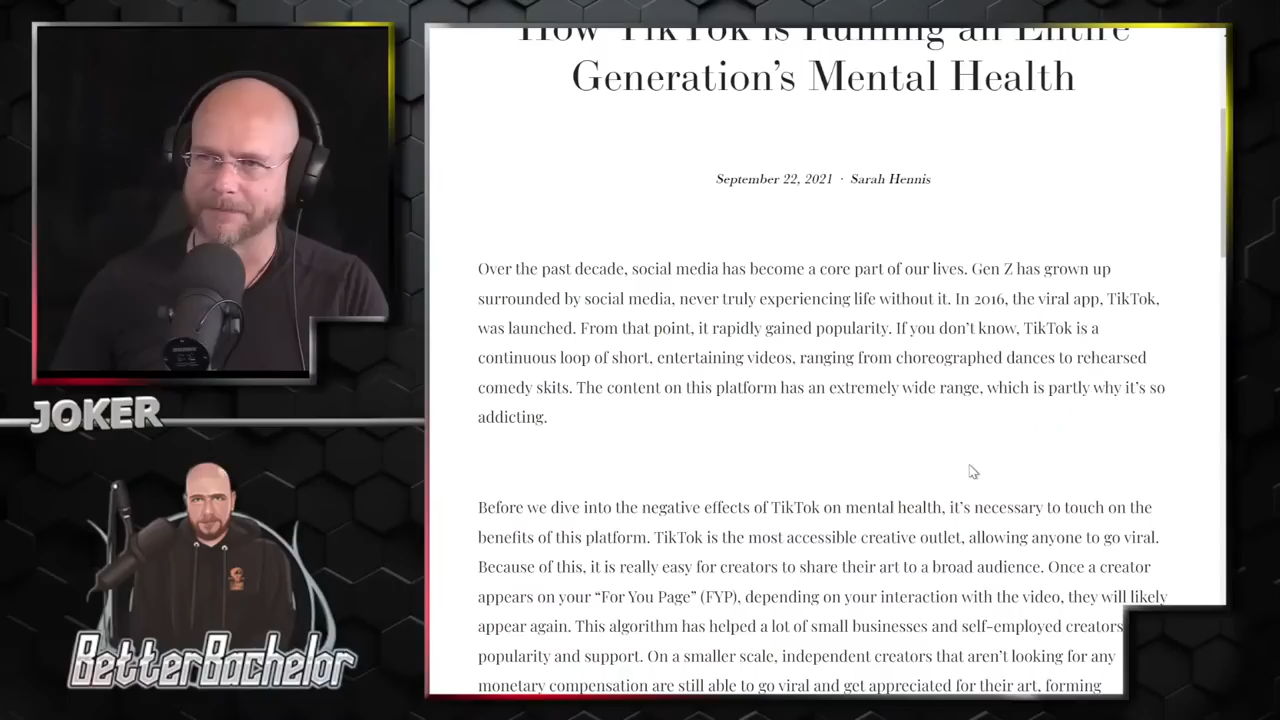 How TikTok is Ruining an Entire
Generation's Mental Health
September 22, 2021 · Sarah Hennis
Over the past decade, social media has become a core part of our lives. Gen Z has grown up
surrounded by social media, never truly experiencing life without it. In 2016, the viral app, TikTok,
was launched. From that point, it rapidly gained popularity. If you don't know, TikTok is a
continuous loop of short, entertaining videos, ranging from choreographed dances to rehearsed
comedy skits. The content on this platform has an extremely wide range, which is partly why it's so
addicting.
Before we dive into the negative effects of TikTok on mental health, it's necessary to touch on the
benefits of this platform. TikTok is the most accessible creative outlet, allowing anyone to go viral.
Because of this, it is really easy for creators to share their art to a broad audience. Once a creator
appears on your “For You Page” (FYP), depending on your interaction with the video, they will likely
appear again. This algorithm has helped a lot of small businesses and self-employed creators
popularity and support. On a smaller scale, independent creators that aren't looking for any
monetary compensation are still able to go viral and get appreciated for their art, forming
JOKER
BetterBachelor